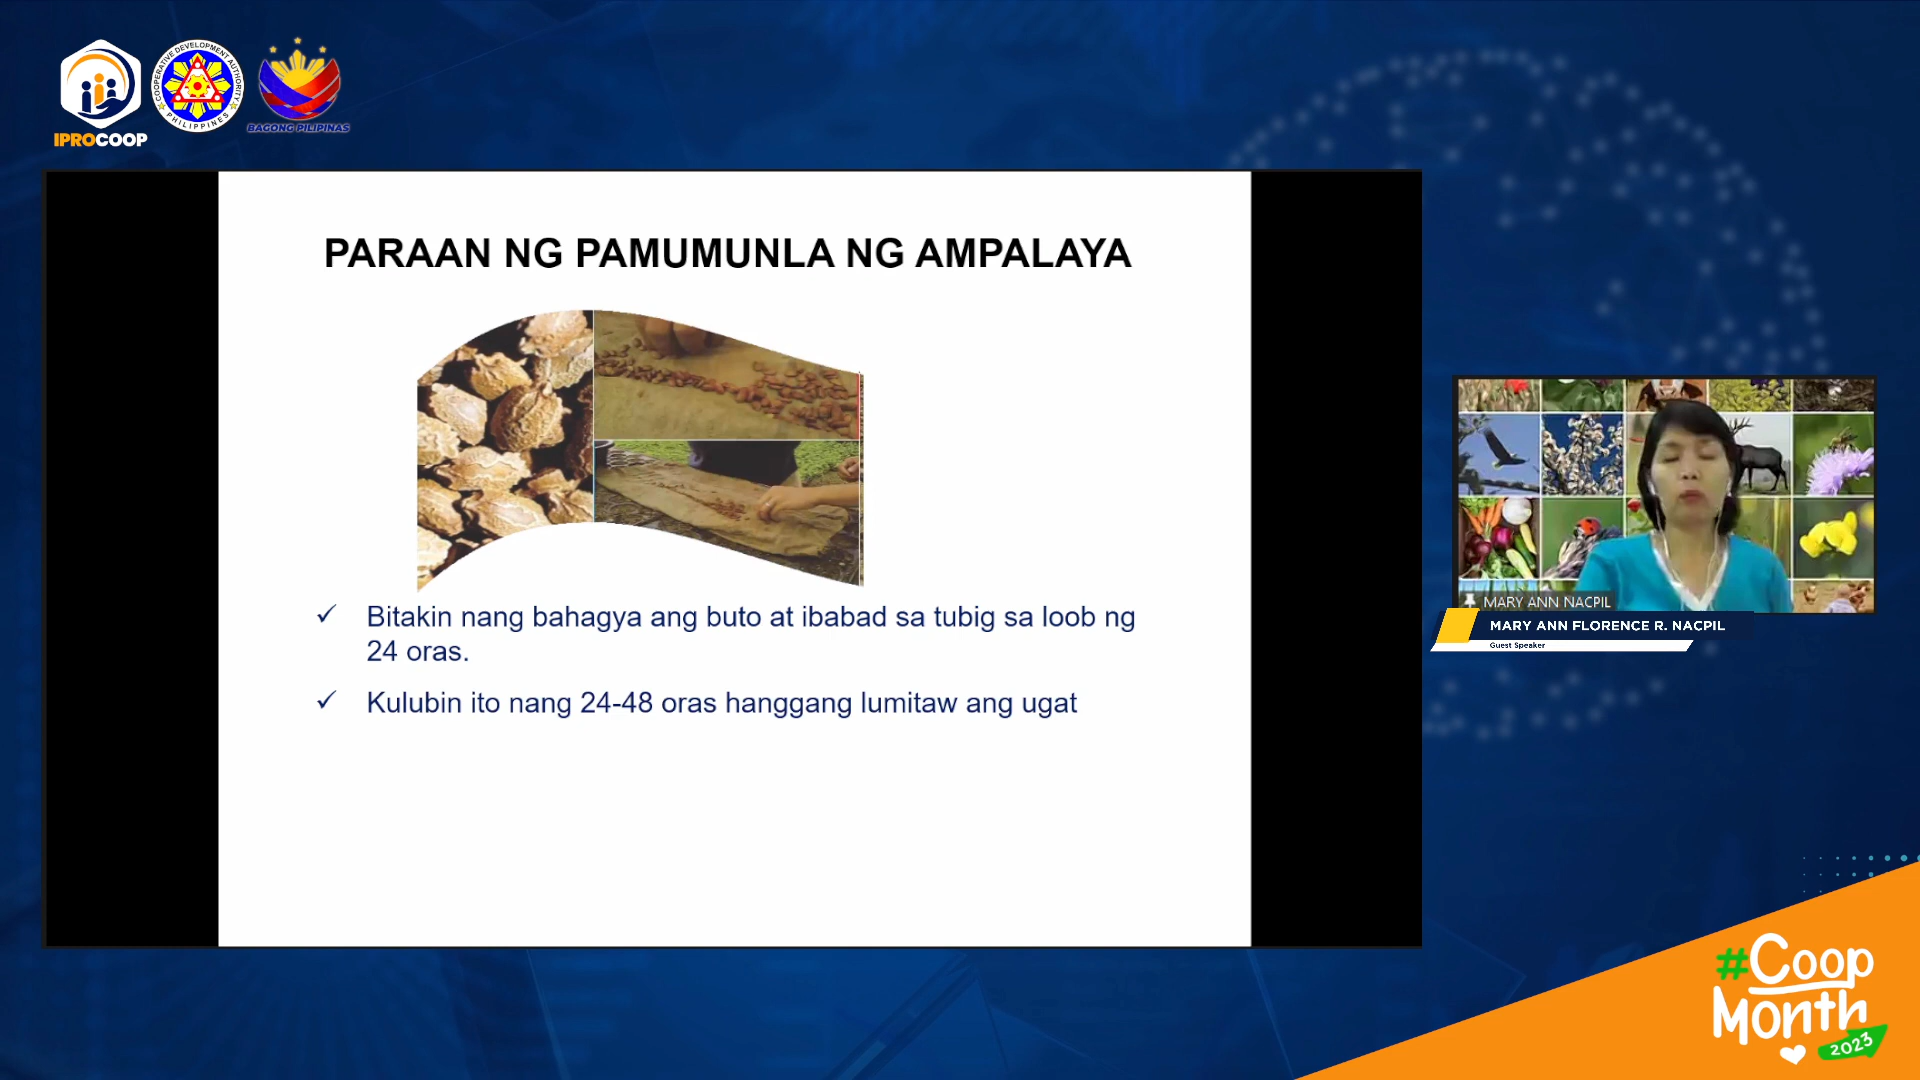 IPROCOOP
COOPERATIVE DEVELOPMENT AUTHORITY
PHILIPPINES
BAGONG PILIPINAS
PARAAN NG PAMUMUNLA NG AMPALAYA
✓ Bitakin nang bahagya ang buto at ibabad sa tubig sa loob ng
24 oras.
✓ Kulubin ito nang 24-48 oras hanggang lumitaw ang ugat
MARY ANN NACPIL
MARY ANN FLORENCE R. NACPIL
Guest Speaker
#Coop
Month
2023